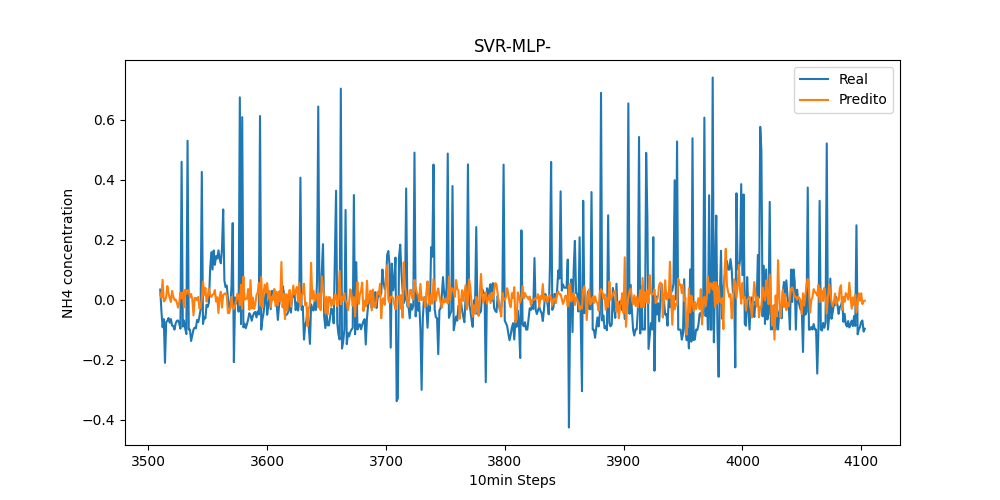 SVR-MLP-
Real
Predito
NH4 concentration
0.6
0.4
0.2
0.0
−0.2
−0.4
3500 3600 3700 3800 3900 4000 4100
10min Steps